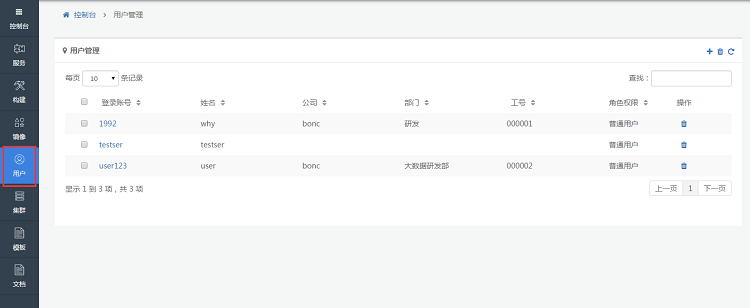 控制台 > 用户管理
控制台
服务
构建
镜像
用户
集群
模板
文档
用户管理
每页 10 条记录 查找：
登录账号 姓名 公司 部门 工号 角色权限 操作
1992 why bonc 研发 000001 普通用户
testser testser 普通用户
user123 user bonc 大数据研发部 000002 普通用户
显示 1 到 3 项，共 3 项 上一页 1 下一页